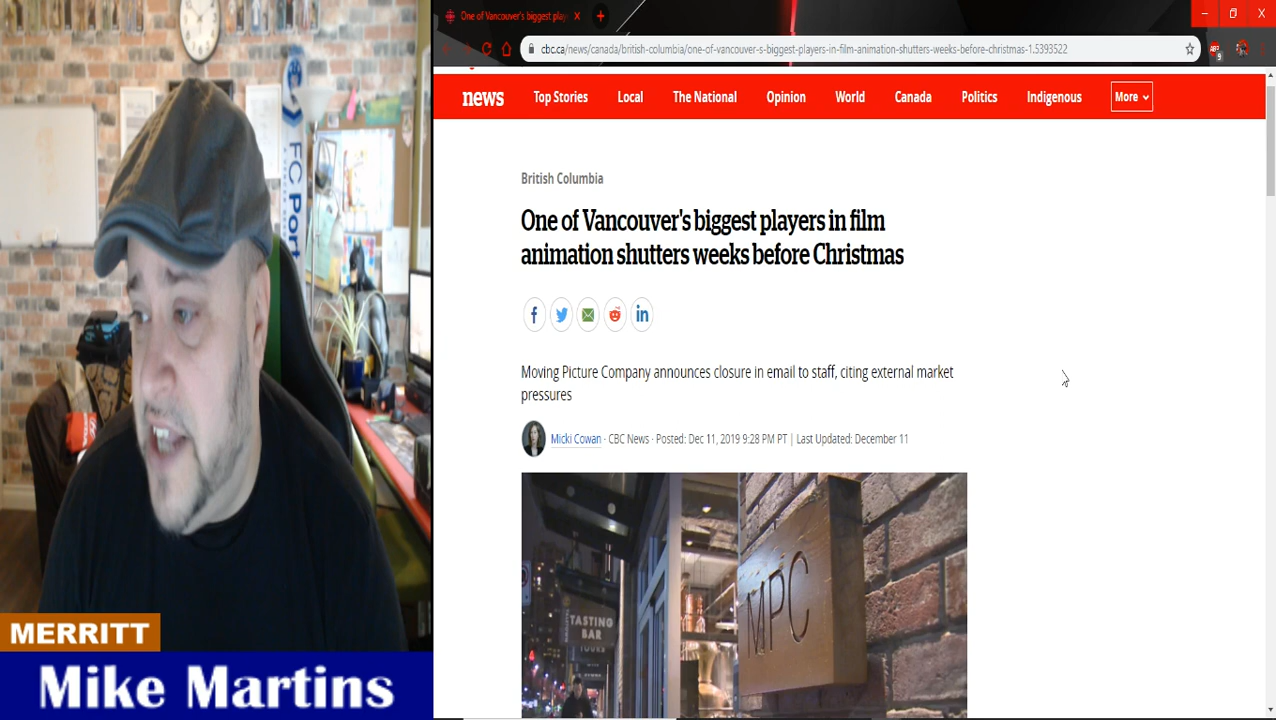 One of Vancouver's biggest play
cbc.ca/news/canada/british-columbia/one-of-vancouver-s-biggest-players-in-film-animation-shutters-weeks-before-christmas-1.5393522
news Top Stories Local The National Opinion World Canada Politics Indigenous More
British Columbia
One of Vancouver's biggest players in film
animation shutters weeks before Christmas
Moving Picture Company announces closure in email to staff, citing external market
pressures
Micki Cowan · CBC News · Posted: Dec 11, 2019 9:28 PM PT | Last Updated: December 11
MPC
TASTING
BAR
TOURS
FC Port
MERRITT
Mike Martins